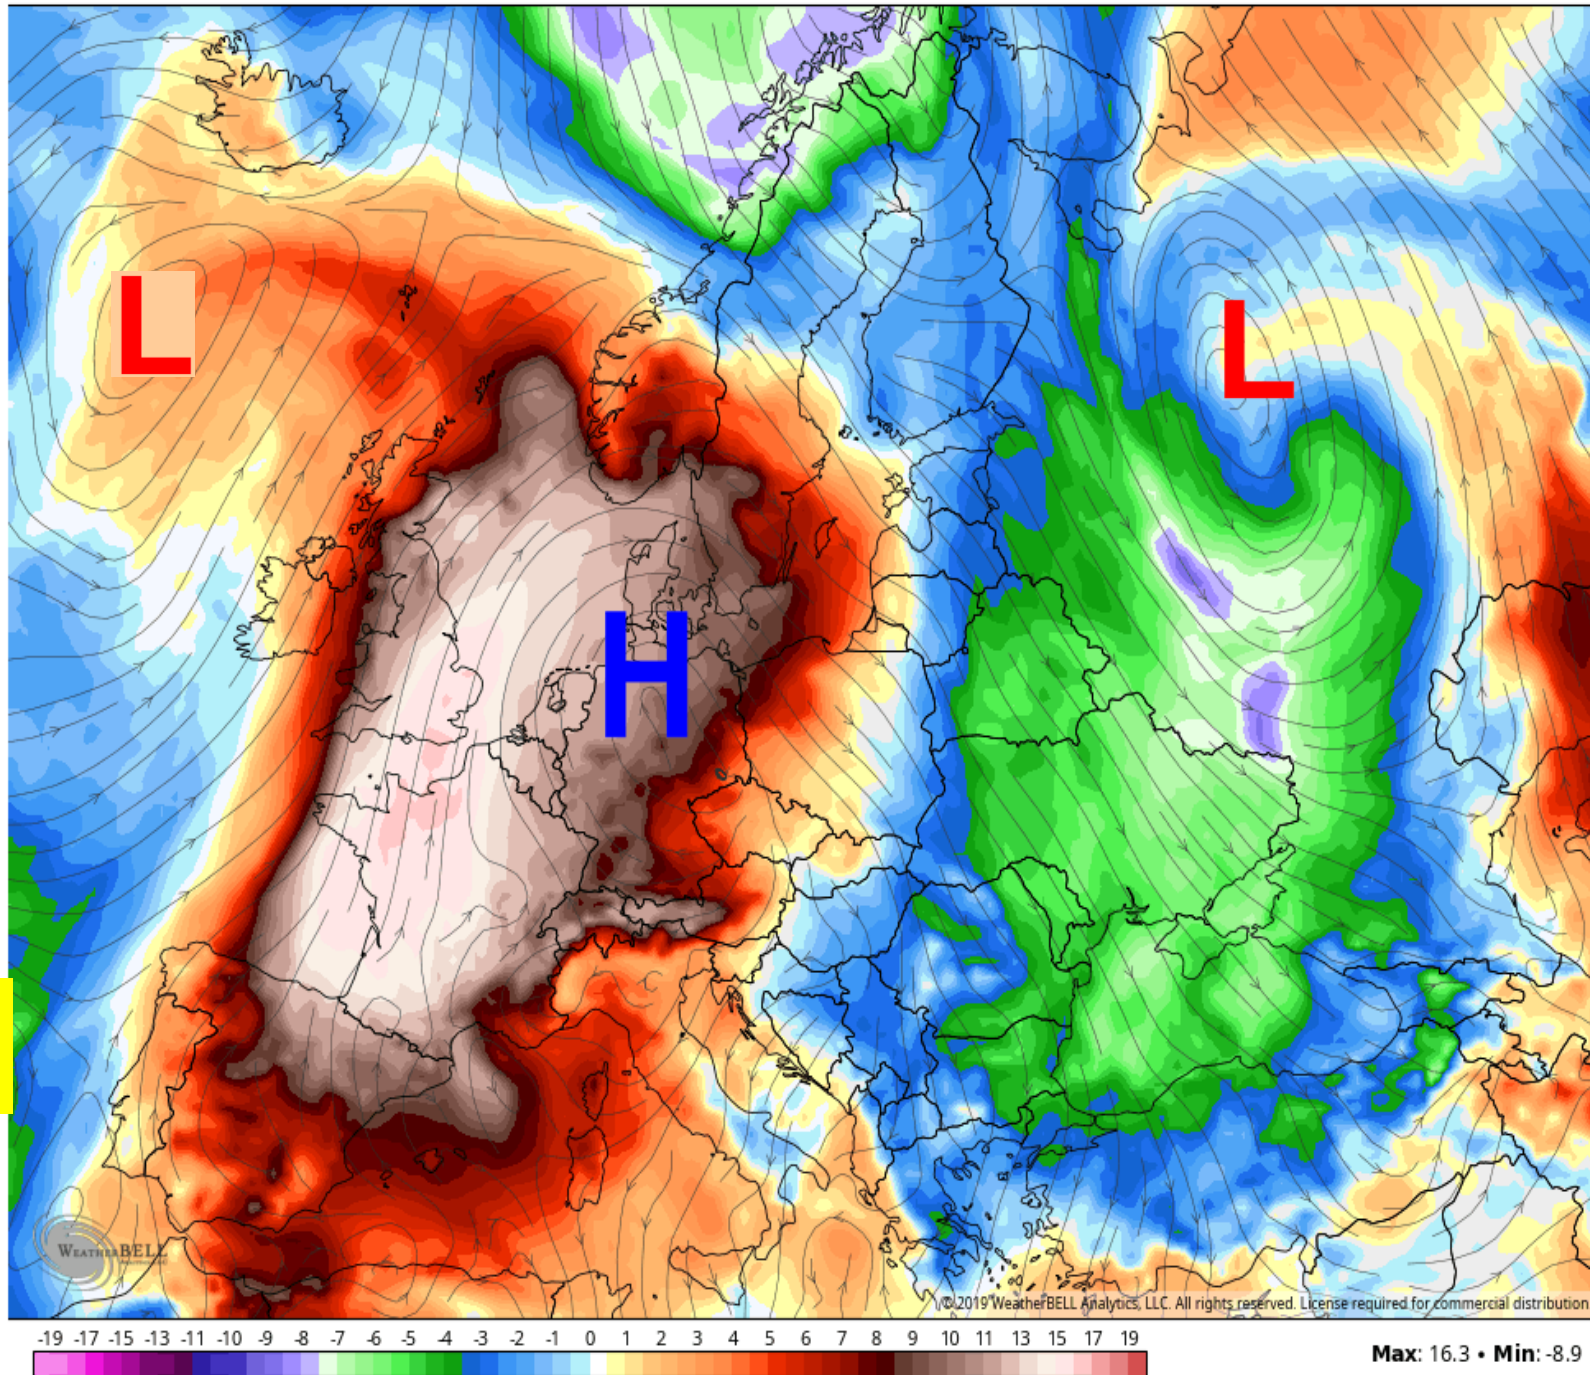 L
L
H
WEATHERBELL
© 2019 WeatherBELL Analytics, LLC. All rights reserved. License required for commercial distribution.
-19 -17 -15 -13 -11 -10 -9 -8 -7 -6 -5 -4 -3 -2 -1 0 1 2 3 4 5 6 7 8 9 10 11 13 15 17 19
Max: 16.3 • Min: -8.9